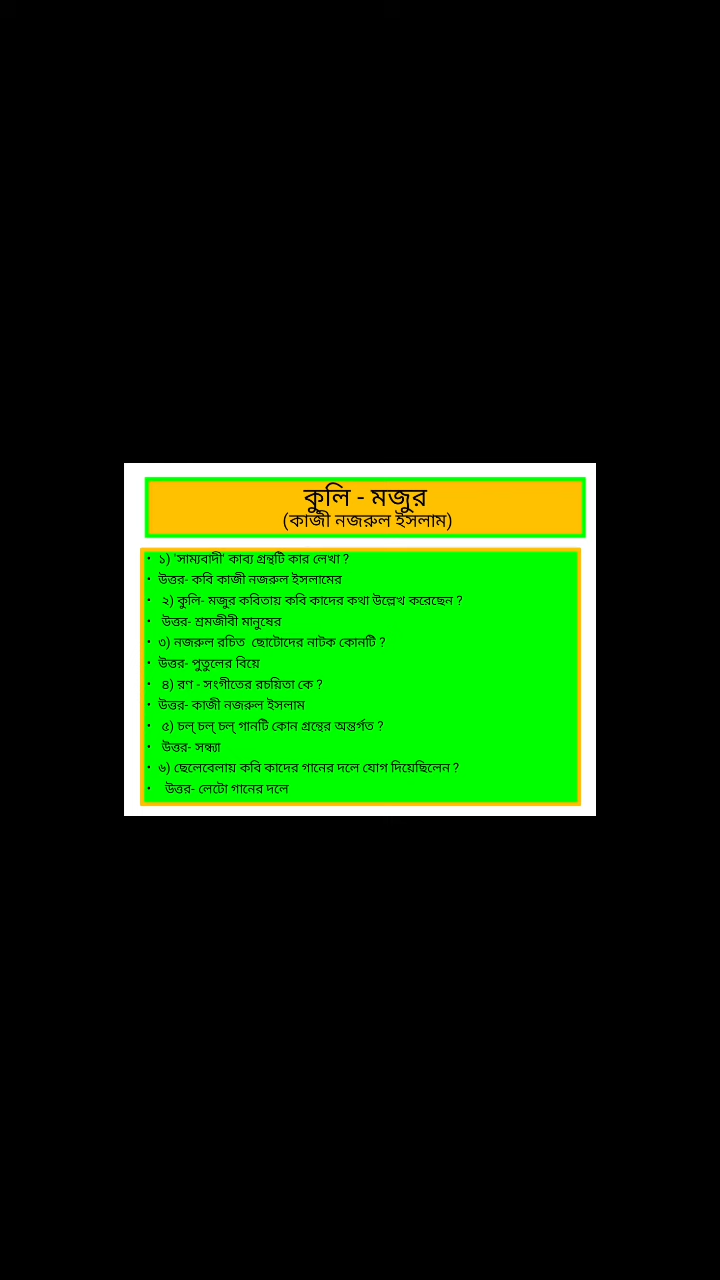 কুলি - মজুর
(কাজী নজরুল ইসলাম)
• ১) 'সাম্যবাদী' কাব্য গ্রন্থটি কার লেখা ?
• উত্তর- কবি কাজী নজরুল ইসলামের
• ২) কুলি- মজুর কবিতায় কবি কাদের কথা উল্লেখ করেছেন ?
• উত্তর- শ্রমজীবী মানুষের
• ৩) নজরুল রচিত ছোটোদের নাটক কোনটি ?
• উত্তর- পুতুলের বিয়ে
• ৪) রণ - সংগীতের রচয়িতা কে ?
• উত্তর- কাজী নজরুল ইসলাম
• ৫) চল্ চল্ চল্ গানটি কোন গ্রন্থের অন্তর্গত ?
• উত্তর- সন্ধ্যা
• ৬) ছেলেবেলায় কবি কাদের গানের দলে যোগ দিয়েছিলেন ?
• উত্তর- লেটো গানের দলে